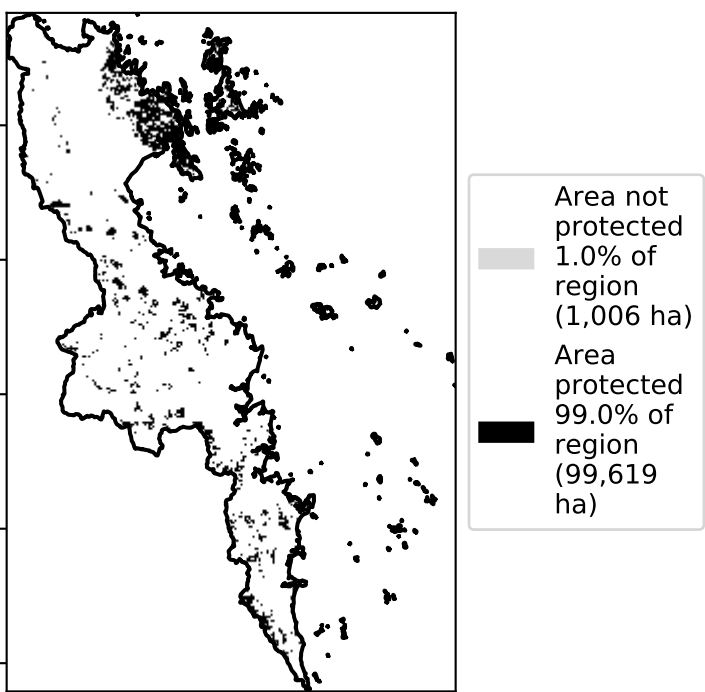 Area not
protected
1.0% of
region
(1,006 ha)
Area
protected
99.0% of
region
(99,619
ha)